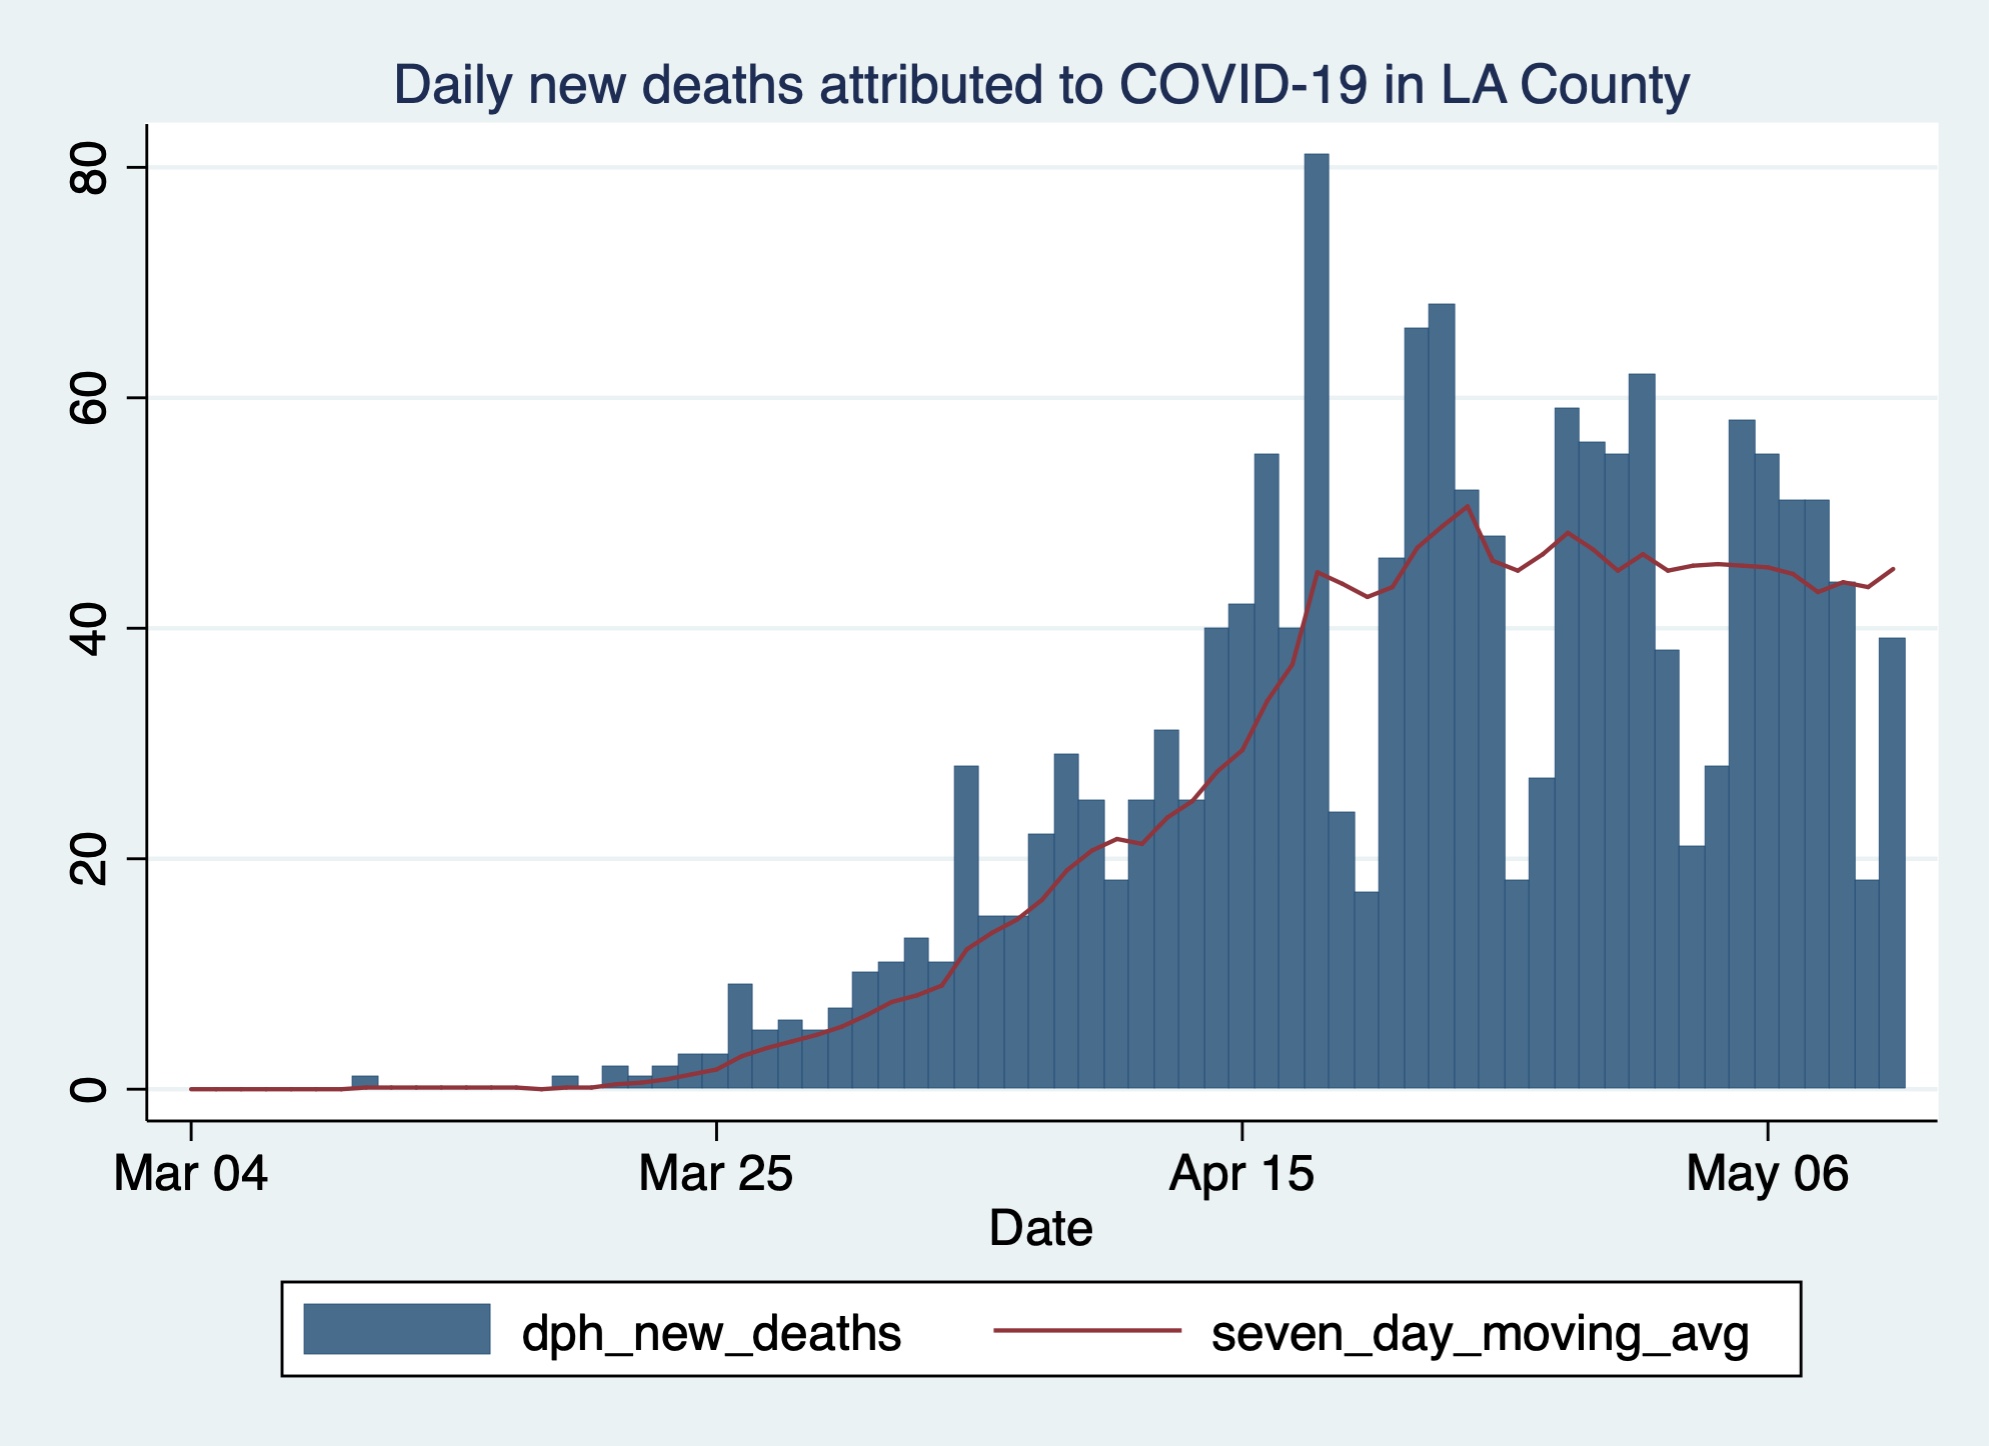 Daily new deaths attributed to COVID-19 in LA County
80
60
40
20
0
Mar 04 Mar 25 Apr 15 May 06
Date
dph_new_deaths seven_day_moving_avg